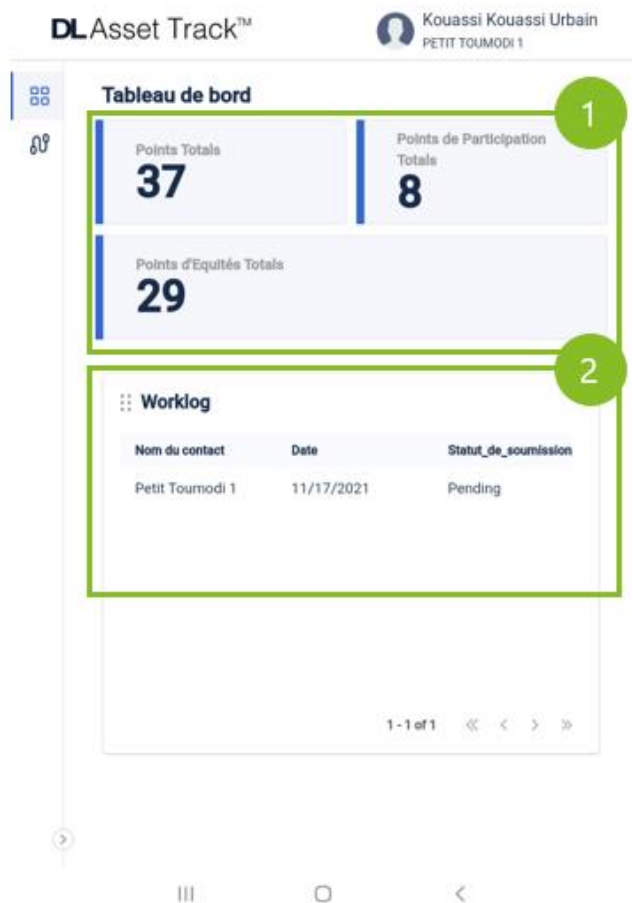 DL Asset Track™
Kouassi Kouassi Urbain
PETIT TOUMODI 1
Tableau de bord
1
Points Totals
37
Points de Participation
Totals
8
Points d'Equités Totals
29
2
Worklog
Nom du contact Date Statut_de_soumission
Petit Toumodi 1 11/17/2021 Pending
1 - 1 of 1